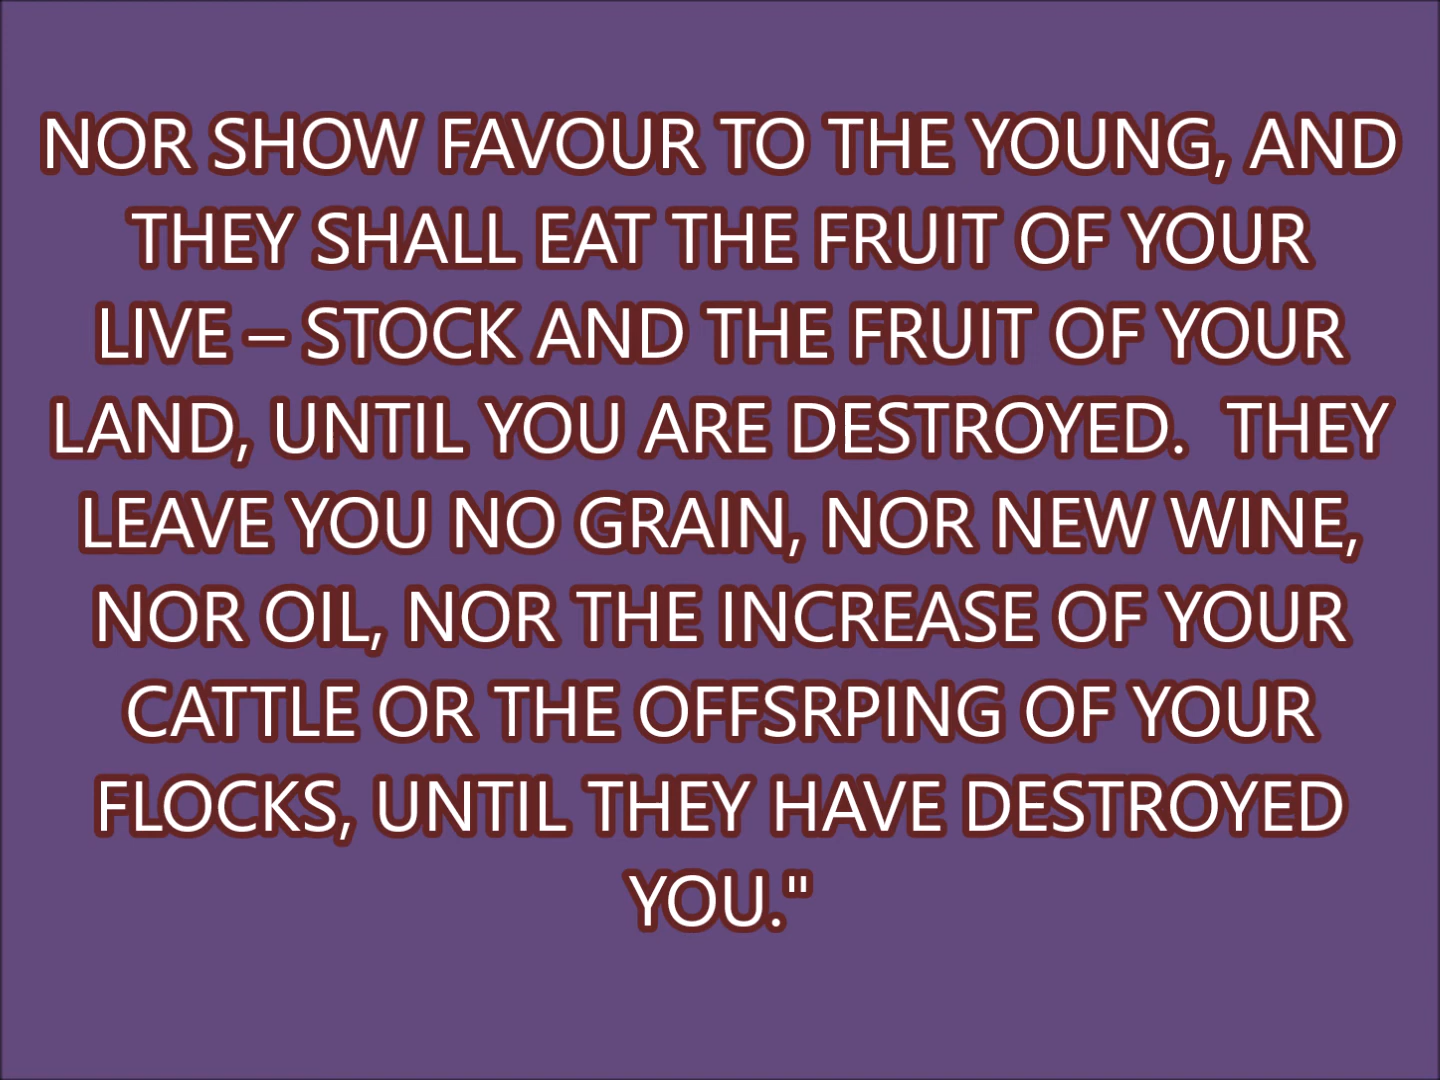 NOR SHOW FAVOUR TO THE YOUNG, AND
THEY SHALL EAT THE FRUIT OF YOUR
LIVE – STOCK AND THE FRUIT OF YOUR
LAND, UNTIL YOU ARE DESTROYED.  THEY
LEAVE YOU NO GRAIN, NOR NEW WINE,
NOR OIL, NOR THE INCREASE OF YOUR
CATTLE OR THE OFFSRPING OF YOUR
FLOCKS, UNTIL THEY HAVE DESTROYED
YOU."